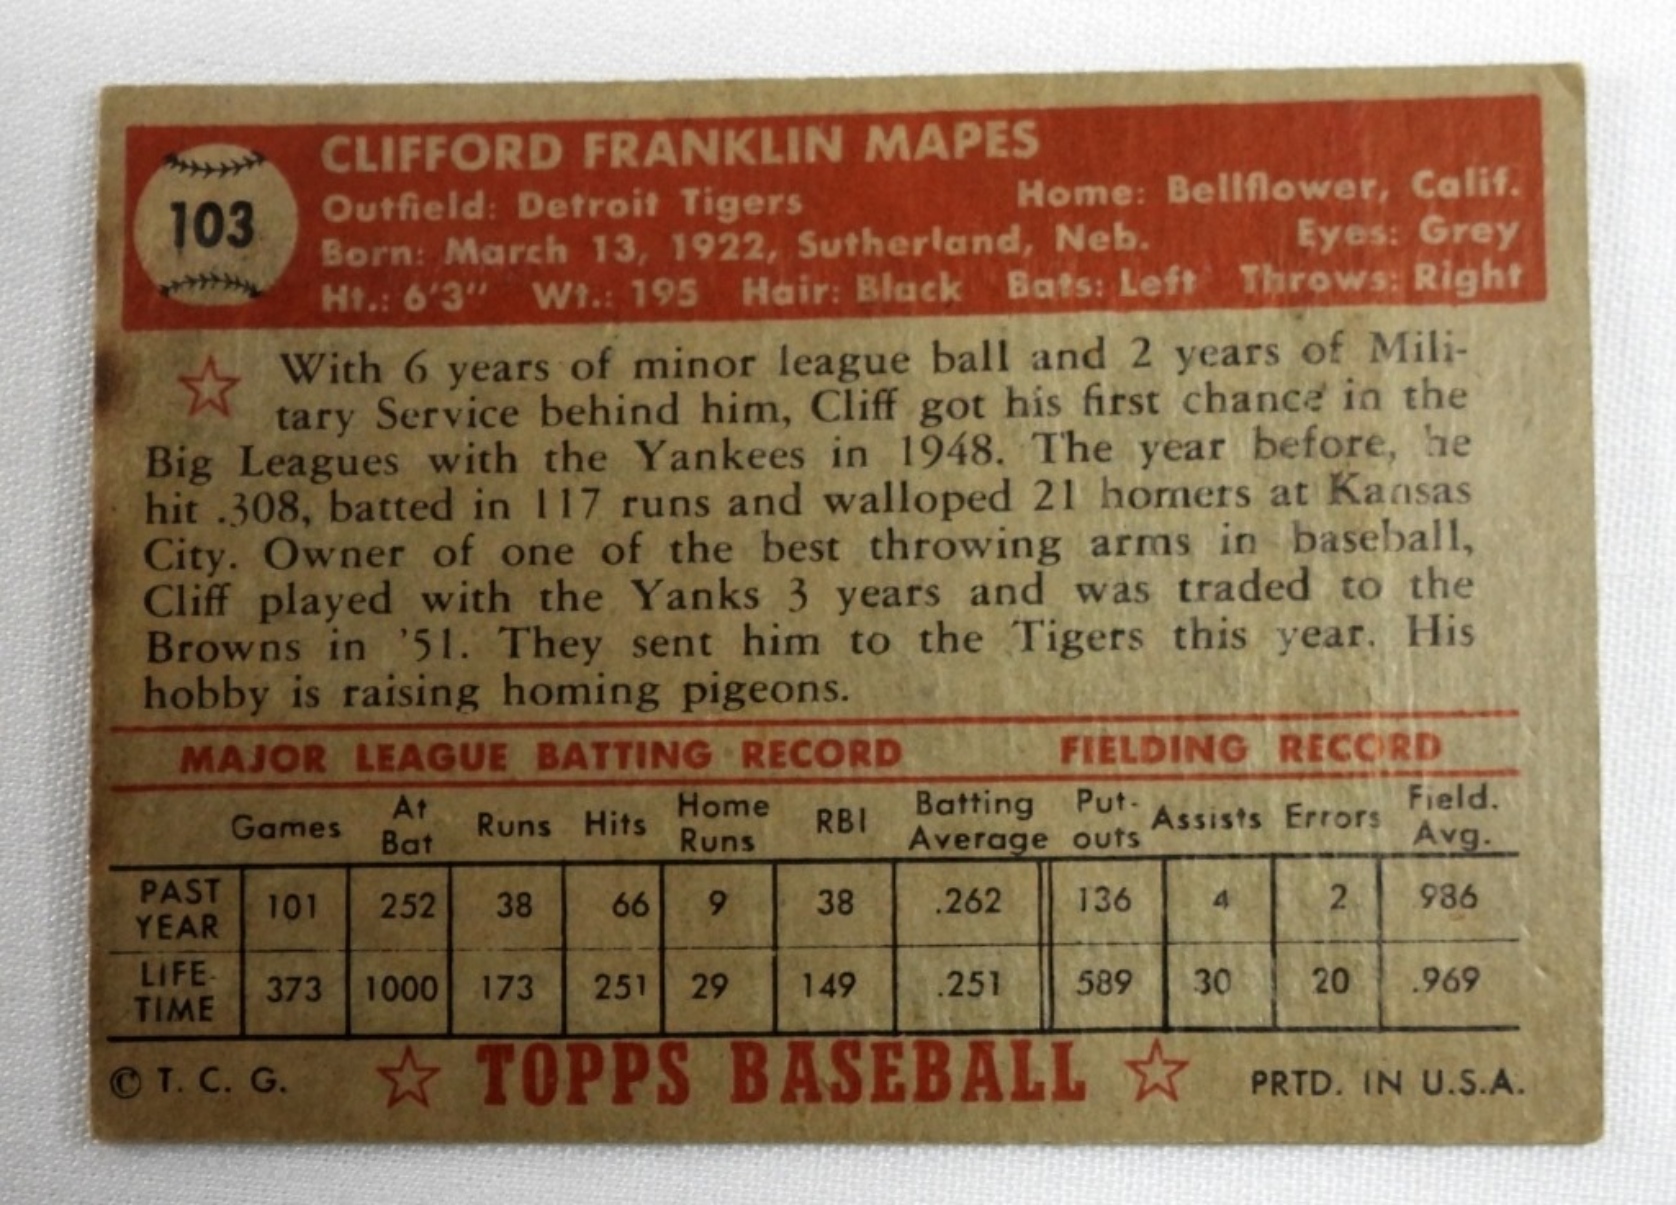 103
CLIFFORD FRANKLIN MAPES
Outfield: Detroit Tigers Home: Bellflower, Calif.
Born: March 13, 1922, Sutherland, Neb. Eyes: Grey
Ht.: 6'3" Wt.: 195 Hair: Black Bats: Left Throws: Right
With 6 years of minor league ball and 2 years of Mili-
tary Service behind him, Cliff got his first chance in the
Big Leagues with the Yankees in 1948. The year before, he
hit .308, batted in 117 runs and walloped 21 homers at Kansas
City. Owner of one of the best throwing arms in baseball,
Cliff played with the Yanks 3 years and was traded to the
Browns in '51. They sent him to the Tigers this year. His
hobby is raising homing pigeons.
MAJOR LEAGUE BATTING RECORD FIELDING RECORD
Games At Bat Runs Hits Home Runs RBI Batting Average Put-outs Assists Errors Field. Avg.
PAST YEAR 101 252 38 66 9 38 .262 136 4 2 986
LIFE-TIME 373 1000 173 251 29 149 .251 589 30 20 .969
© T. C. G. TOPPS BASEBALL PRTD. IN U.S.A.